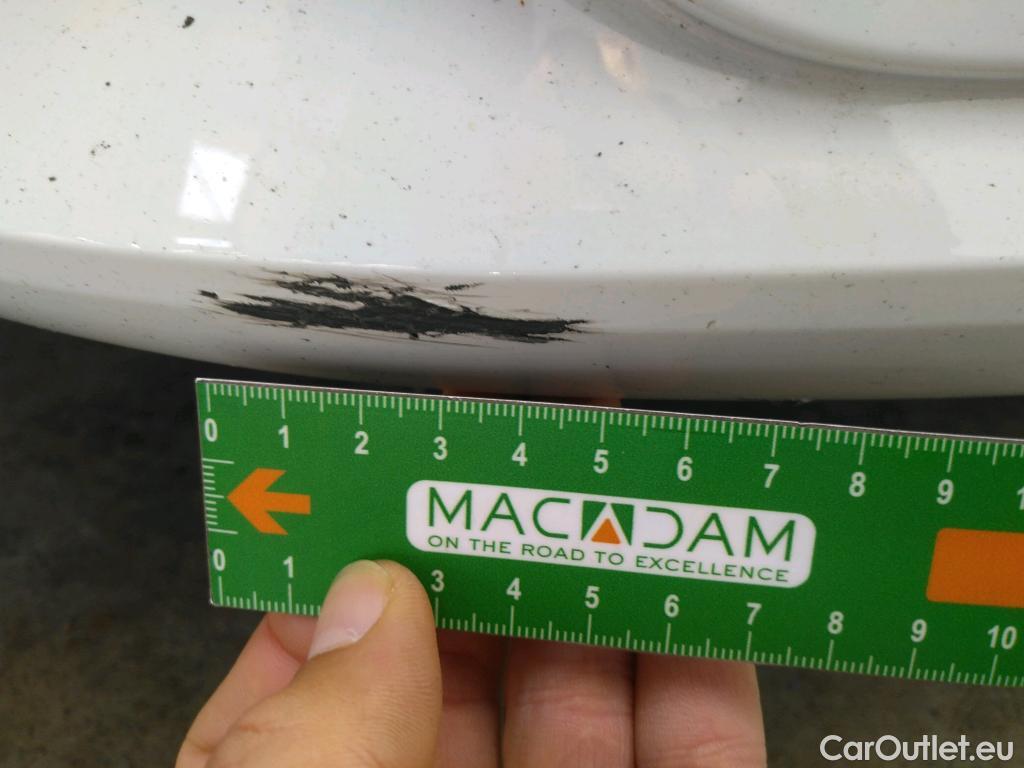 0 1 2 3 4 5 6 7 8 9
MACADAM
ON THE ROAD TO EXCELLENCE
0 1 3 4 5 6 7 8 9 10
CarOutlet.eu